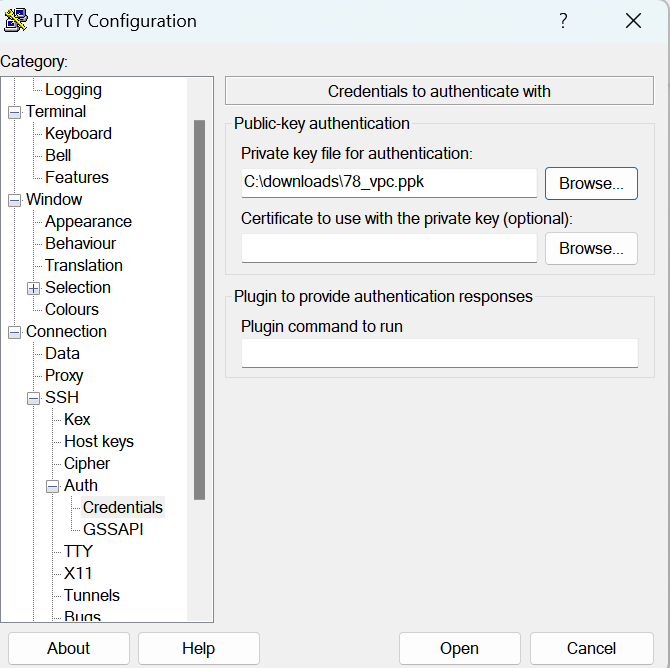 PuTTY Configuration
Category:
Logging
Terminal
Keyboard
Bell
Features
Window
Appearance
Behaviour
Translation
Selection
Colours
Connection
Data
Proxy
SSH
Kex
Host keys
Cipher
Auth
Credentials
GSSAPI
TTY
X11
Tunnels
Bugs
Credentials to authenticate with
Public-key authentication
Private key file for authentication:
C:\downloads\78_vpc.ppk Browse...
Certificate to use with the private key (optional):
Browse...
Plugin to provide authentication responses
Plugin command to run
About Help Open Cancel